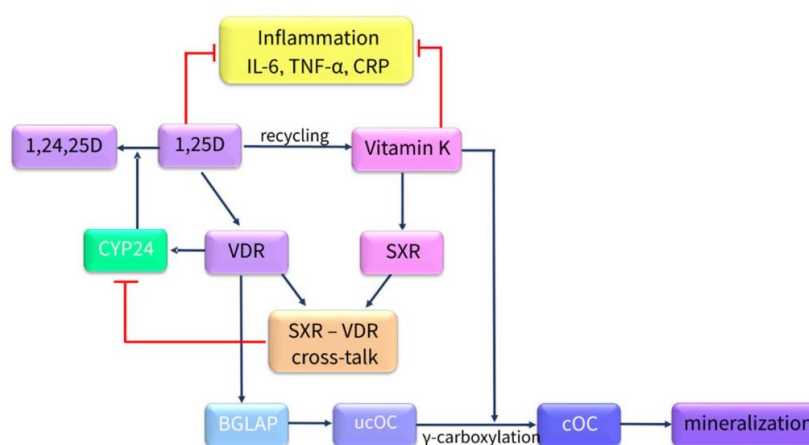 Inflammation
IL-6, TNF-α, CRP
1,24,25D
1,25D
recycling
Vitamin K
CYP24
VDR
SXR
SXR – VDR
cross-talk
BGLAP
ucOC
γ-carboxylation
cOC
mineralization